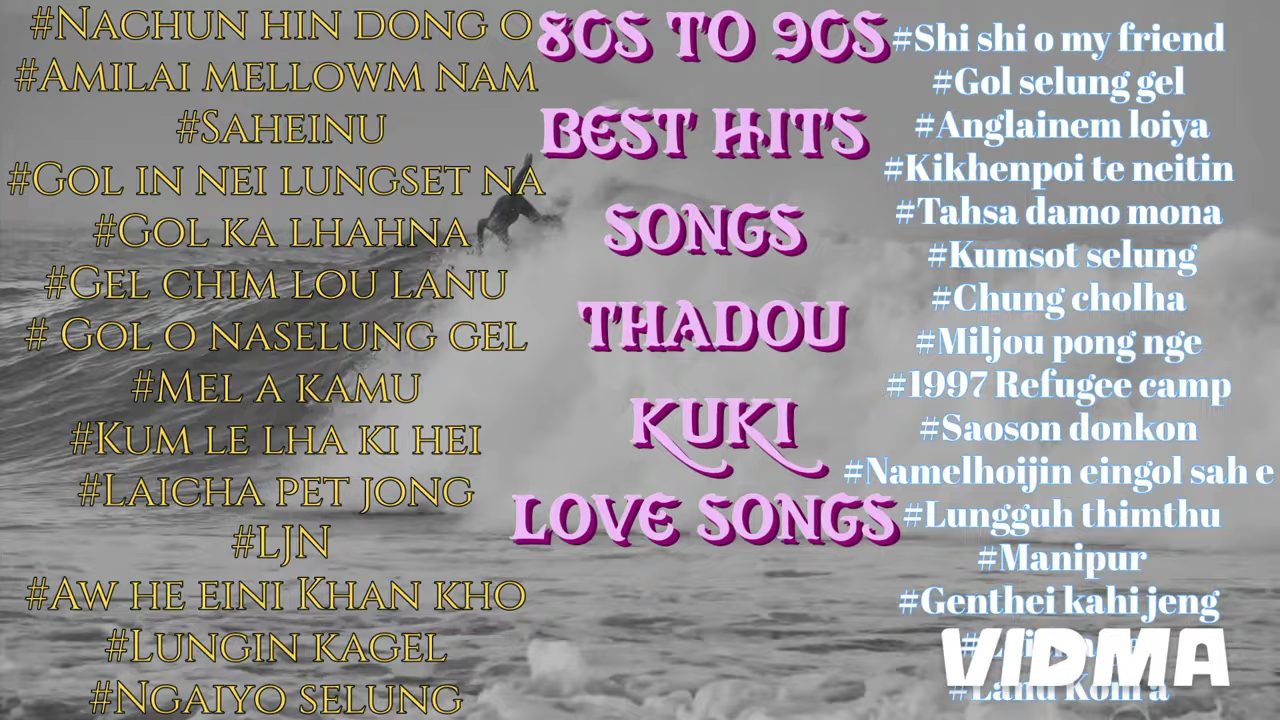 #Nachun hin dong o
#Amilai mellowm nam
#Saheinu
#Gol in nei lungset na
#Gol ka lhahna
#Gel chim lou lanu
# Gol o naselung gel
#Mel a kamu
#Kum le lha ki hei
#Laicha pet jong
#LJN
#Aw he eini Khan kho
#Lungin kagel
#Ngaiyo selung
80s to 90s
Best Hits
Songs
Thadou
Kuki
Love Songs
#Shi shi o my friend
#Gol selung gel
#Anglainem loiya
#Kikhenpoi te neitin
#Tahsa damo mona
#Kumsot selung
#Chung cholha
#Miljou pong nge
#1997 Refugee camp
#Saoson donkon
#Namelhoijin eingol sah e
#Lungguh thimthu
#Manipur
#Genthei kahi jeng
#Lanu
VIDMA